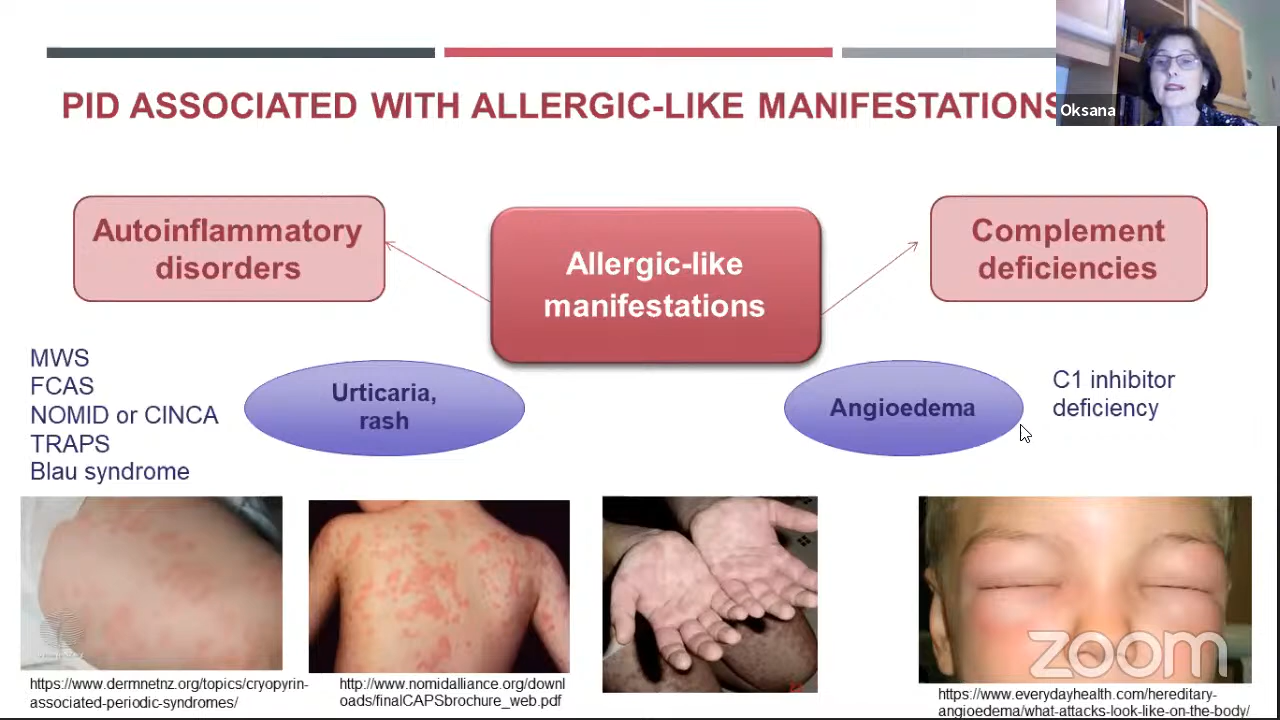 PID ASSOCIATED WITH ALLERGIC-LIKE MANIFESTATIONS
Oksana
Autoinflammatory
disorders
Allergic-like
manifestations
Complement
deficiencies
MWS
FCAS
NOMID or CINCA
TRAPS
Blau syndrome
Urticaria,
rash
Angioedema
C1 inhibitor
deficiency
zoom
https://www.dermnetnz.org/topics/cryopyrin-
associated-periodic-syndromes/
http://www.nomidalliance.org/downl
oads/finalCAPSbrochure_web.pdf
https://www.everydayhealth.com/hereditary-
angioedema/what-attacks-look-like-on-the-body/